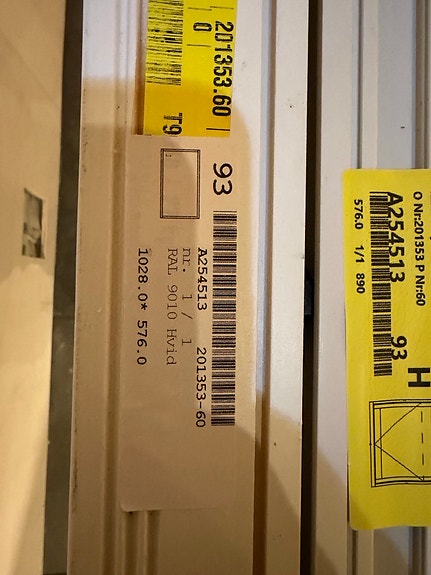 201353.60
0
T9
93
A254513 201353-60
nr. 1 / 1
RAL 9010 Hvid
1028.0* 576.0
O Nr:201353 P Nr:60
A254513 93 H
576.0 1/1 890